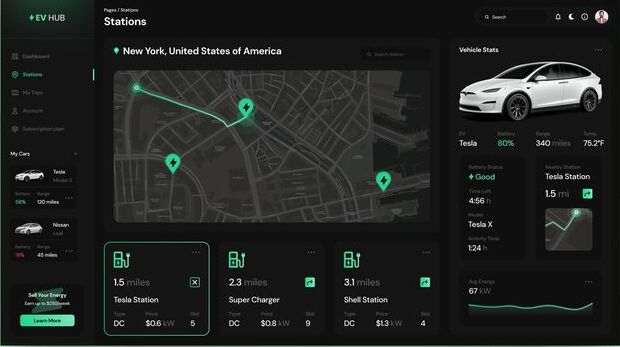 EV HUB
Dashboard
Stations
My Trips
Account
Subscription plan
My Cars +
Tesla
Model X
Battery Range
58% 120 miles
Nissan
Leaf
Battery Range
45 miles
Sell Your Energy
Earn up to $250/week
Learn More
Pages / Stations
Stations
Search
New York, United States of America
Search Station
1.5 miles
Tesla Station
Type Price Slot
DC $0.6 kW 5
2.3 miles
Super Charger
Type Price Slot
DC $0.8 kW 9
3.1 miles
Shell Station
Type Price Slot
DC $1.3 kW 4
Vehicle Stats
EV Battery Range Temp
Tesla 80% 340 miles 75.2°F
Battery Status
Good
Time Left
4:56 h
Model
Tesla X
Activity Time
1:24 h
Nearby Station
Tesla Station
1.5 mi
Avg Energy
67 kW